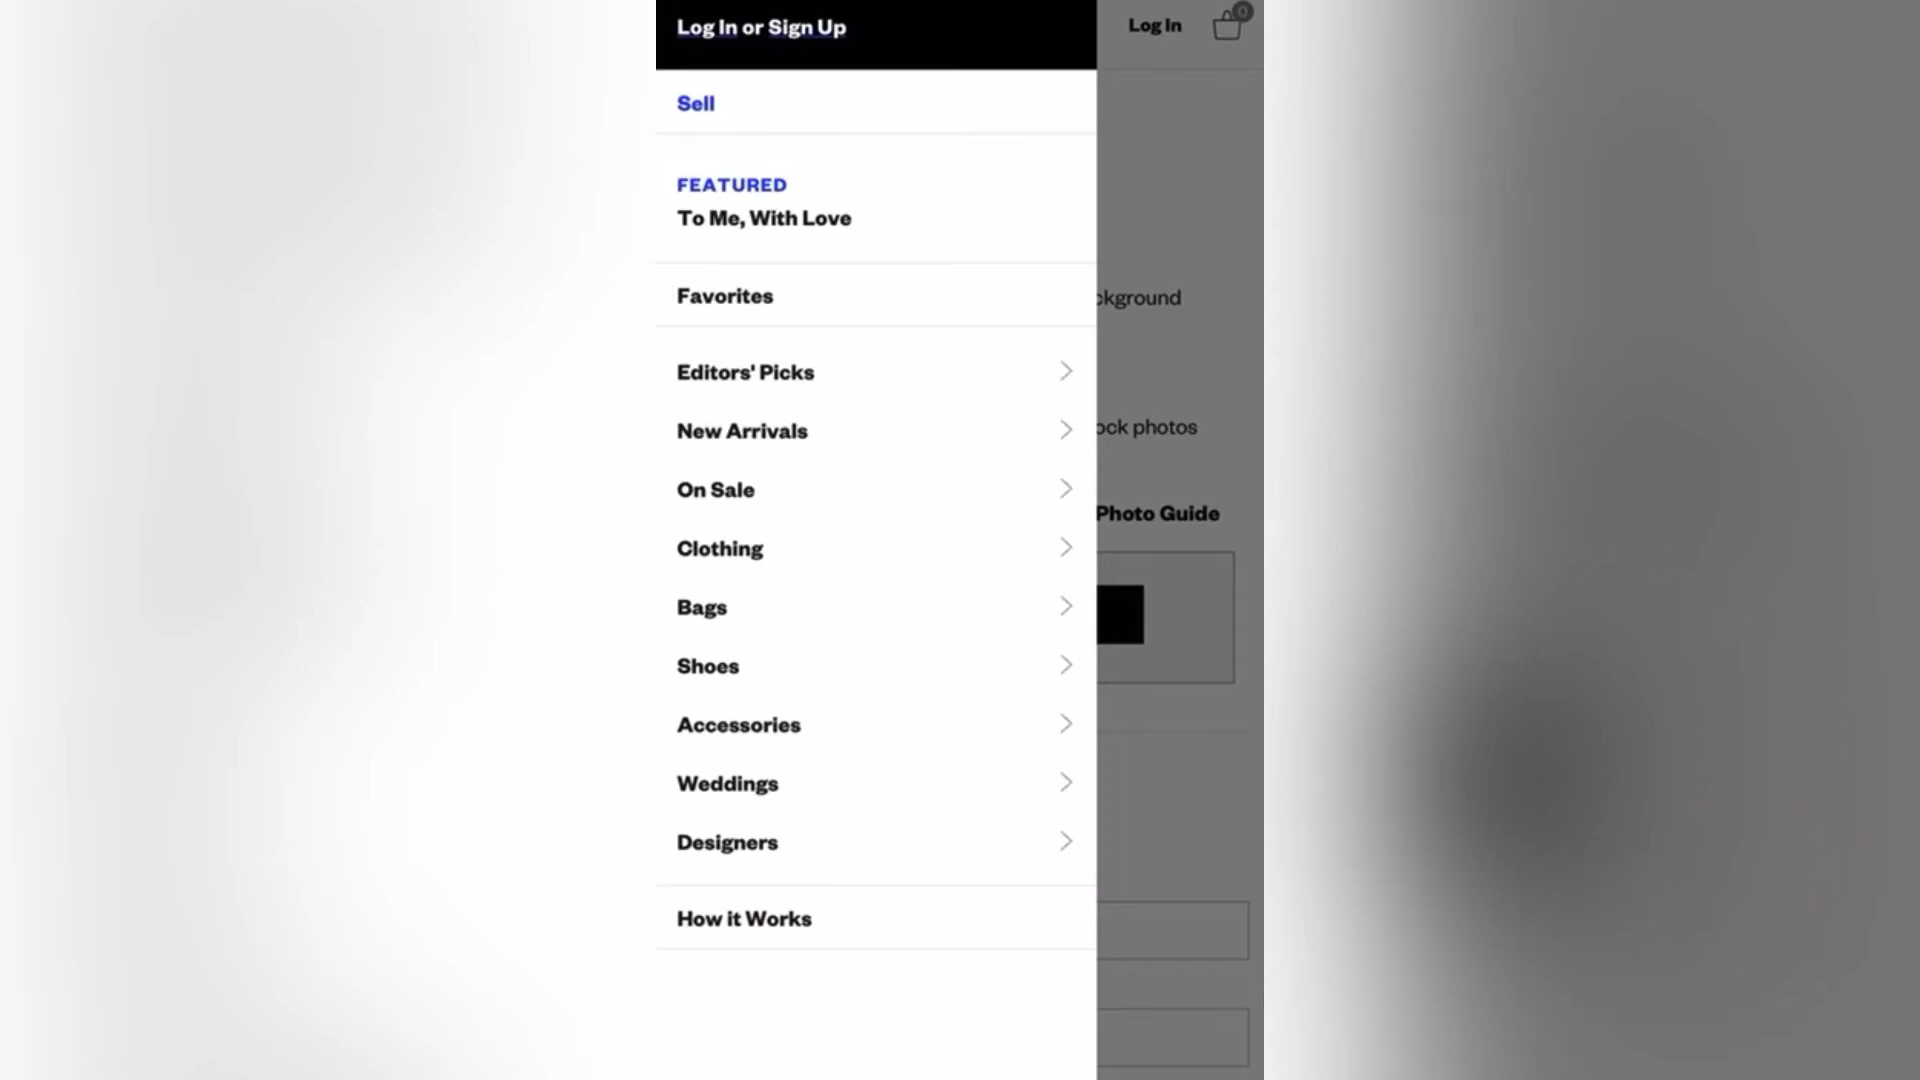 Log In or Sign Up
Log In
0
Sell
FEATURED
To Me, With Love
Favorites
ckground
Editors' Picks
New Arrivals
ock photos
On Sale
Photo Guide
Clothing
Bags
Shoes
Accessories
Weddings
Designers
How it Works